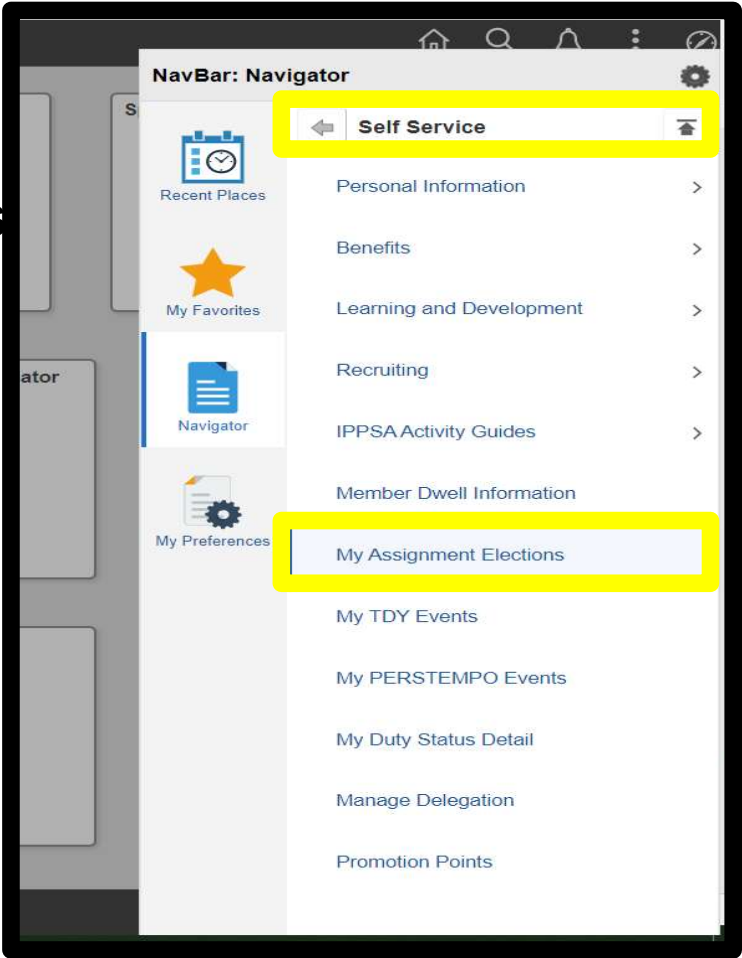 NavBar: Navigator
S
Self Service
Recent Places
Personal Information
Benefits
My Favorites
Learning and Development
ator
Recruiting
Navigator
IPPSA Activity Guides
Member Dwell Information
My Preferences
My Assignment Elections
My TDY Events
My PERSTEMPO Events
My Duty Status Detail
Manage Delegation
Promotion Points